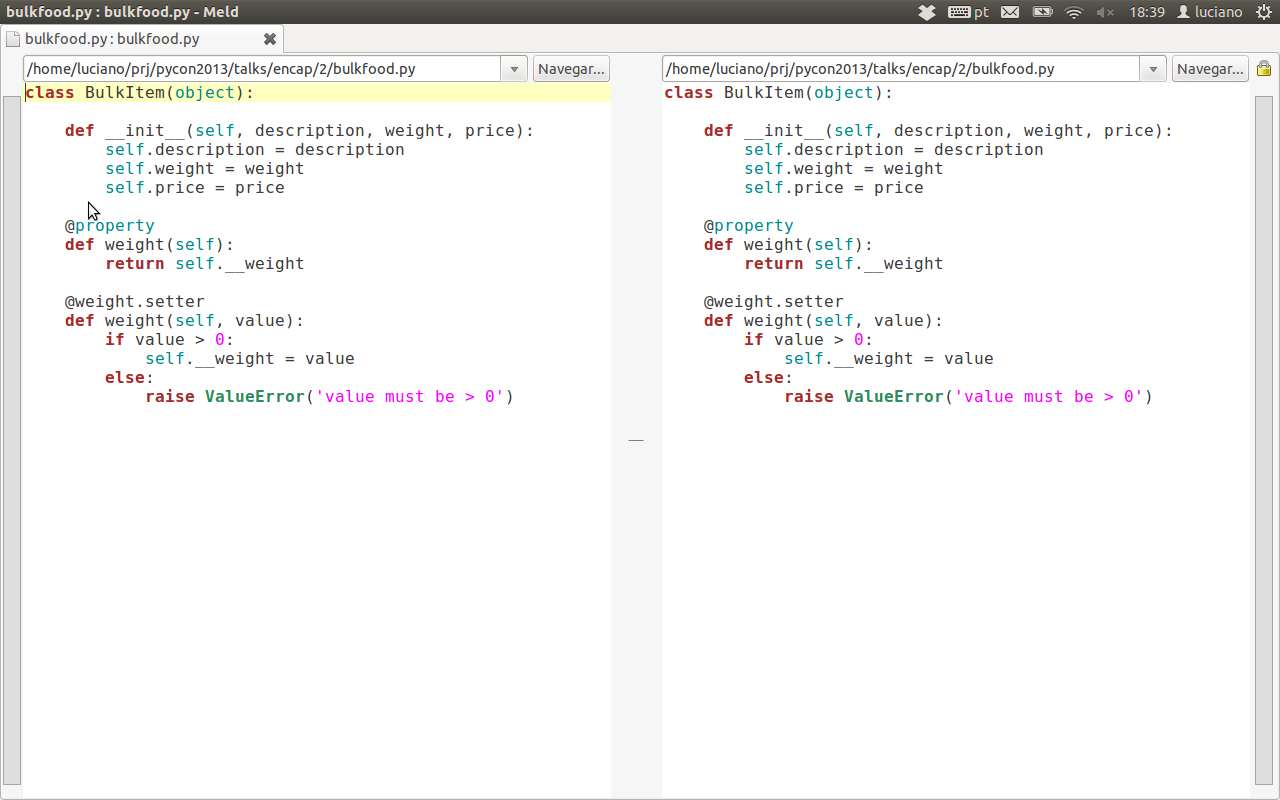 bulkfood.py : bulkfood.py - Meld
pt
18:39
luciano
bulkfood.py : bulkfood.py
/home/luciano/prj/pycon2013/talks/encap/2/bulkfood.py
Navegar...
class BulkItem(object):
    def __init__(self, description, weight, price):
        self.description = description
        self.weight = weight
        self.price = price
    @property
    def weight(self):
        return self.__weight
    @weight.setter
    def weight(self, value):
        if value > 0:
            self.__weight = value
        else:
            raise ValueError('value must be > 0')
/home/luciano/prj/pycon2013/talks/encap/2/bulkfood.py
Navegar...
class BulkItem(object):
    def __init__(self, description, weight, price):
        self.description = description
        self.weight = weight
        self.price = price
    @property
    def weight(self):
        return self.__weight
    @weight.setter
    def weight(self, value):
        if value > 0:
            self.__weight = value
        else:
            raise ValueError('value must be > 0')